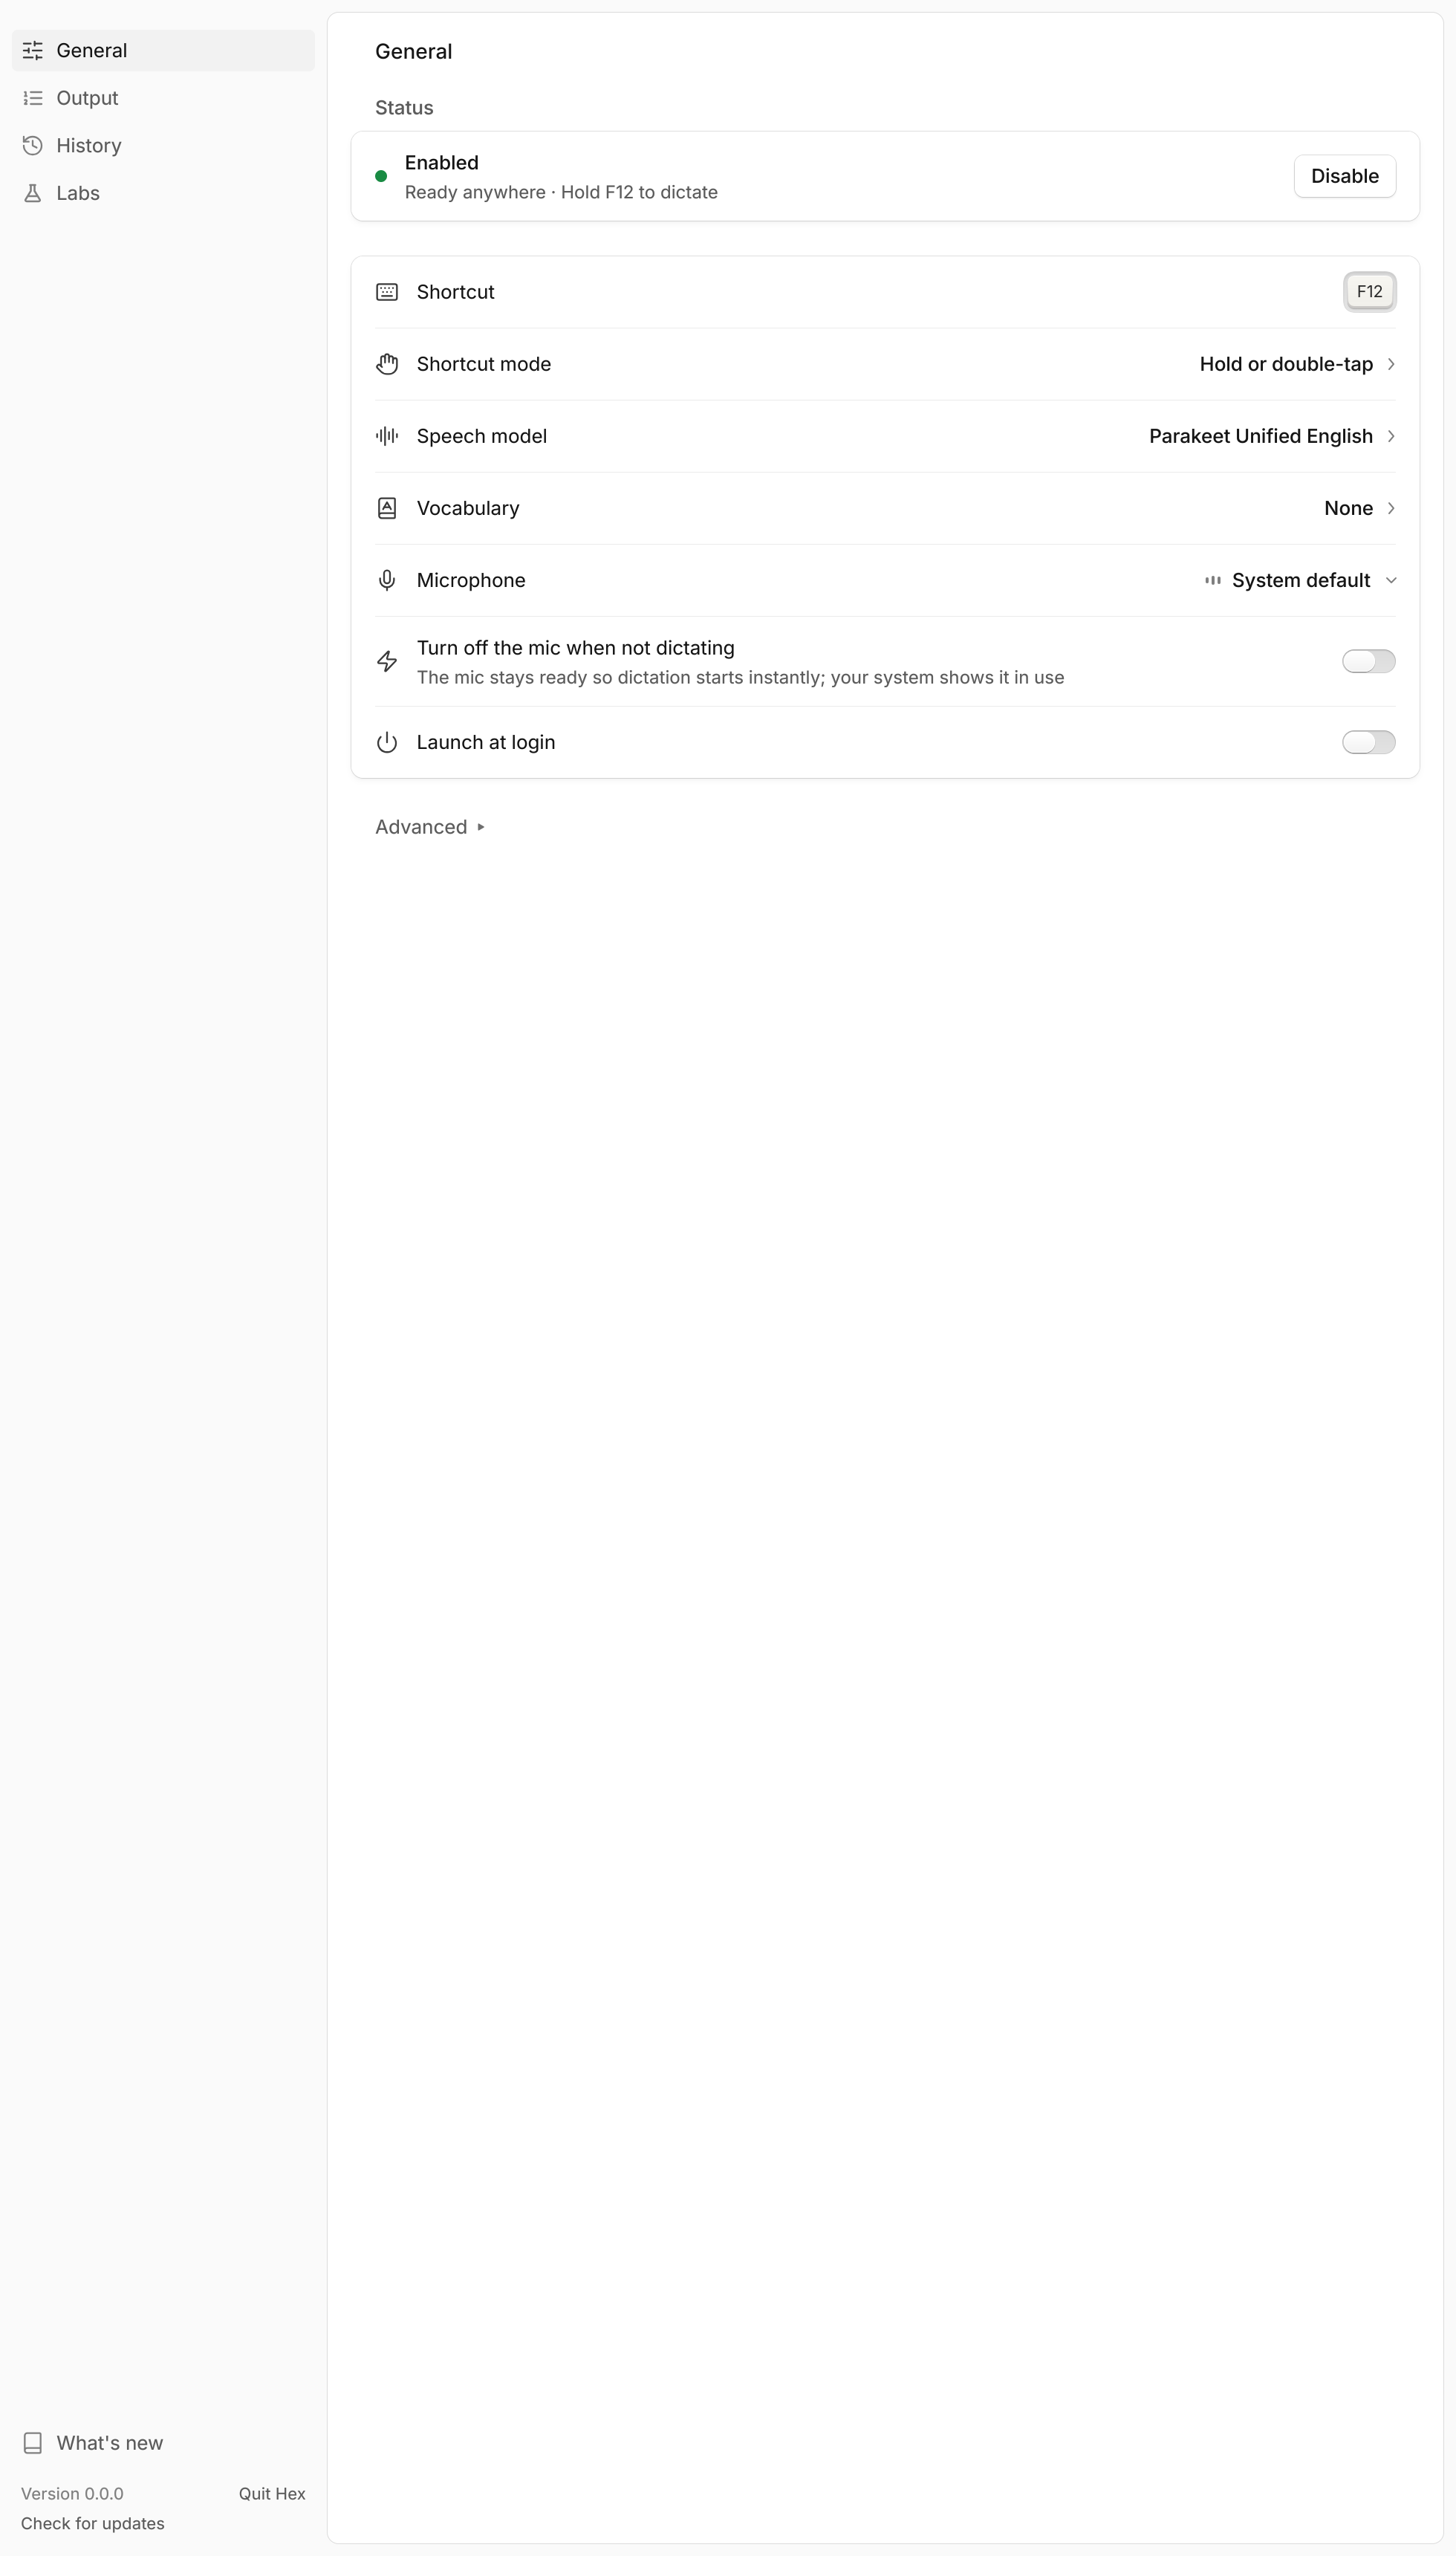 General
Output
History
Labs
What's new
Version 0.0.0
Quit Hex
Check for updates
General
Status
Enabled
Ready anywhere · Hold F12 to dictate
Disable
Shortcut
F12
Shortcut mode
Hold or double-tap
Speech model
Parakeet Unified English
Vocabulary
None
Microphone
System default
Turn off the mic when not dictating
The mic stays ready so dictation starts instantly; your system shows it in use
Launch at login
Advanced